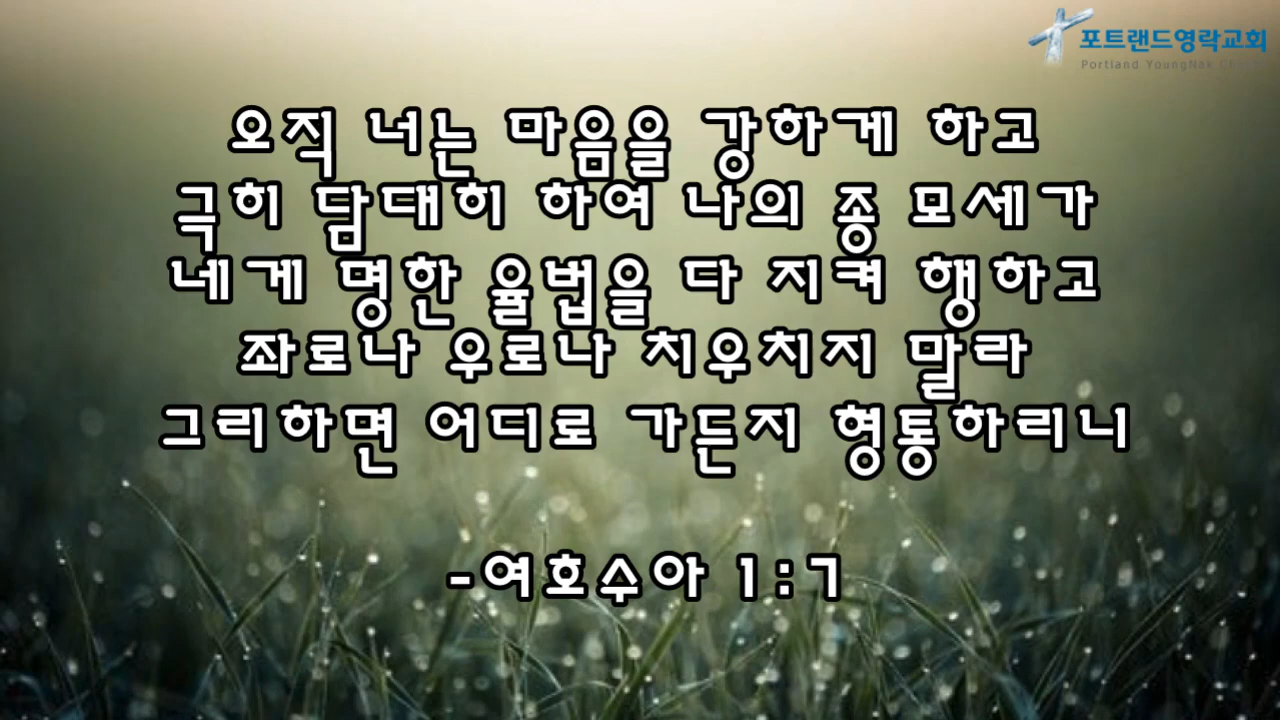 포트랜드영락교회
Portland YoungNak Church
오직 너는 마음을 강하게 하고
극히 담대히 하여 나의 종 모세가
네게 명한 율법을 다 지켜 행하고
좌로나 우로나 치우치지 말라
그리하면 어디로 가든지 형통하리니
-여호수아 1:7